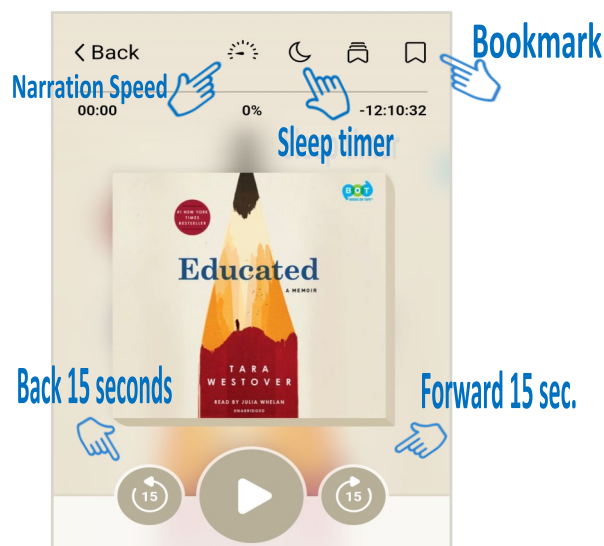 Back
Bookmark
Narration Speed
00:00
0%
-12:10:32
Sleep timer
BOT
#1 NEW YORK
TIMES
BESTSELLER
Educated
A MEMOIR
TARA
WESTOVER
READ BY JULIA WHELAN
UNABRIDGED
Back 15 seconds
Forward 15 sec.
15
15